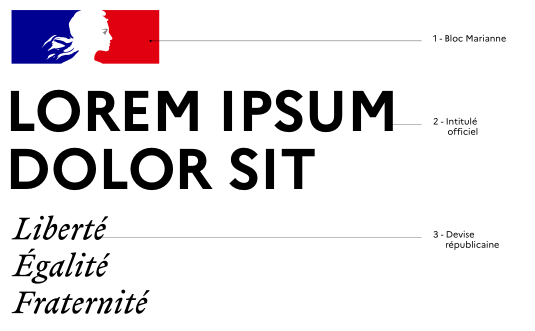 1 - Bloc Marianne
LOREM IPSUM
DOLOR SIT
2 - Intitulé
officiel
Liberté
Égalité
Fraternité
3 - Devise
républicaine